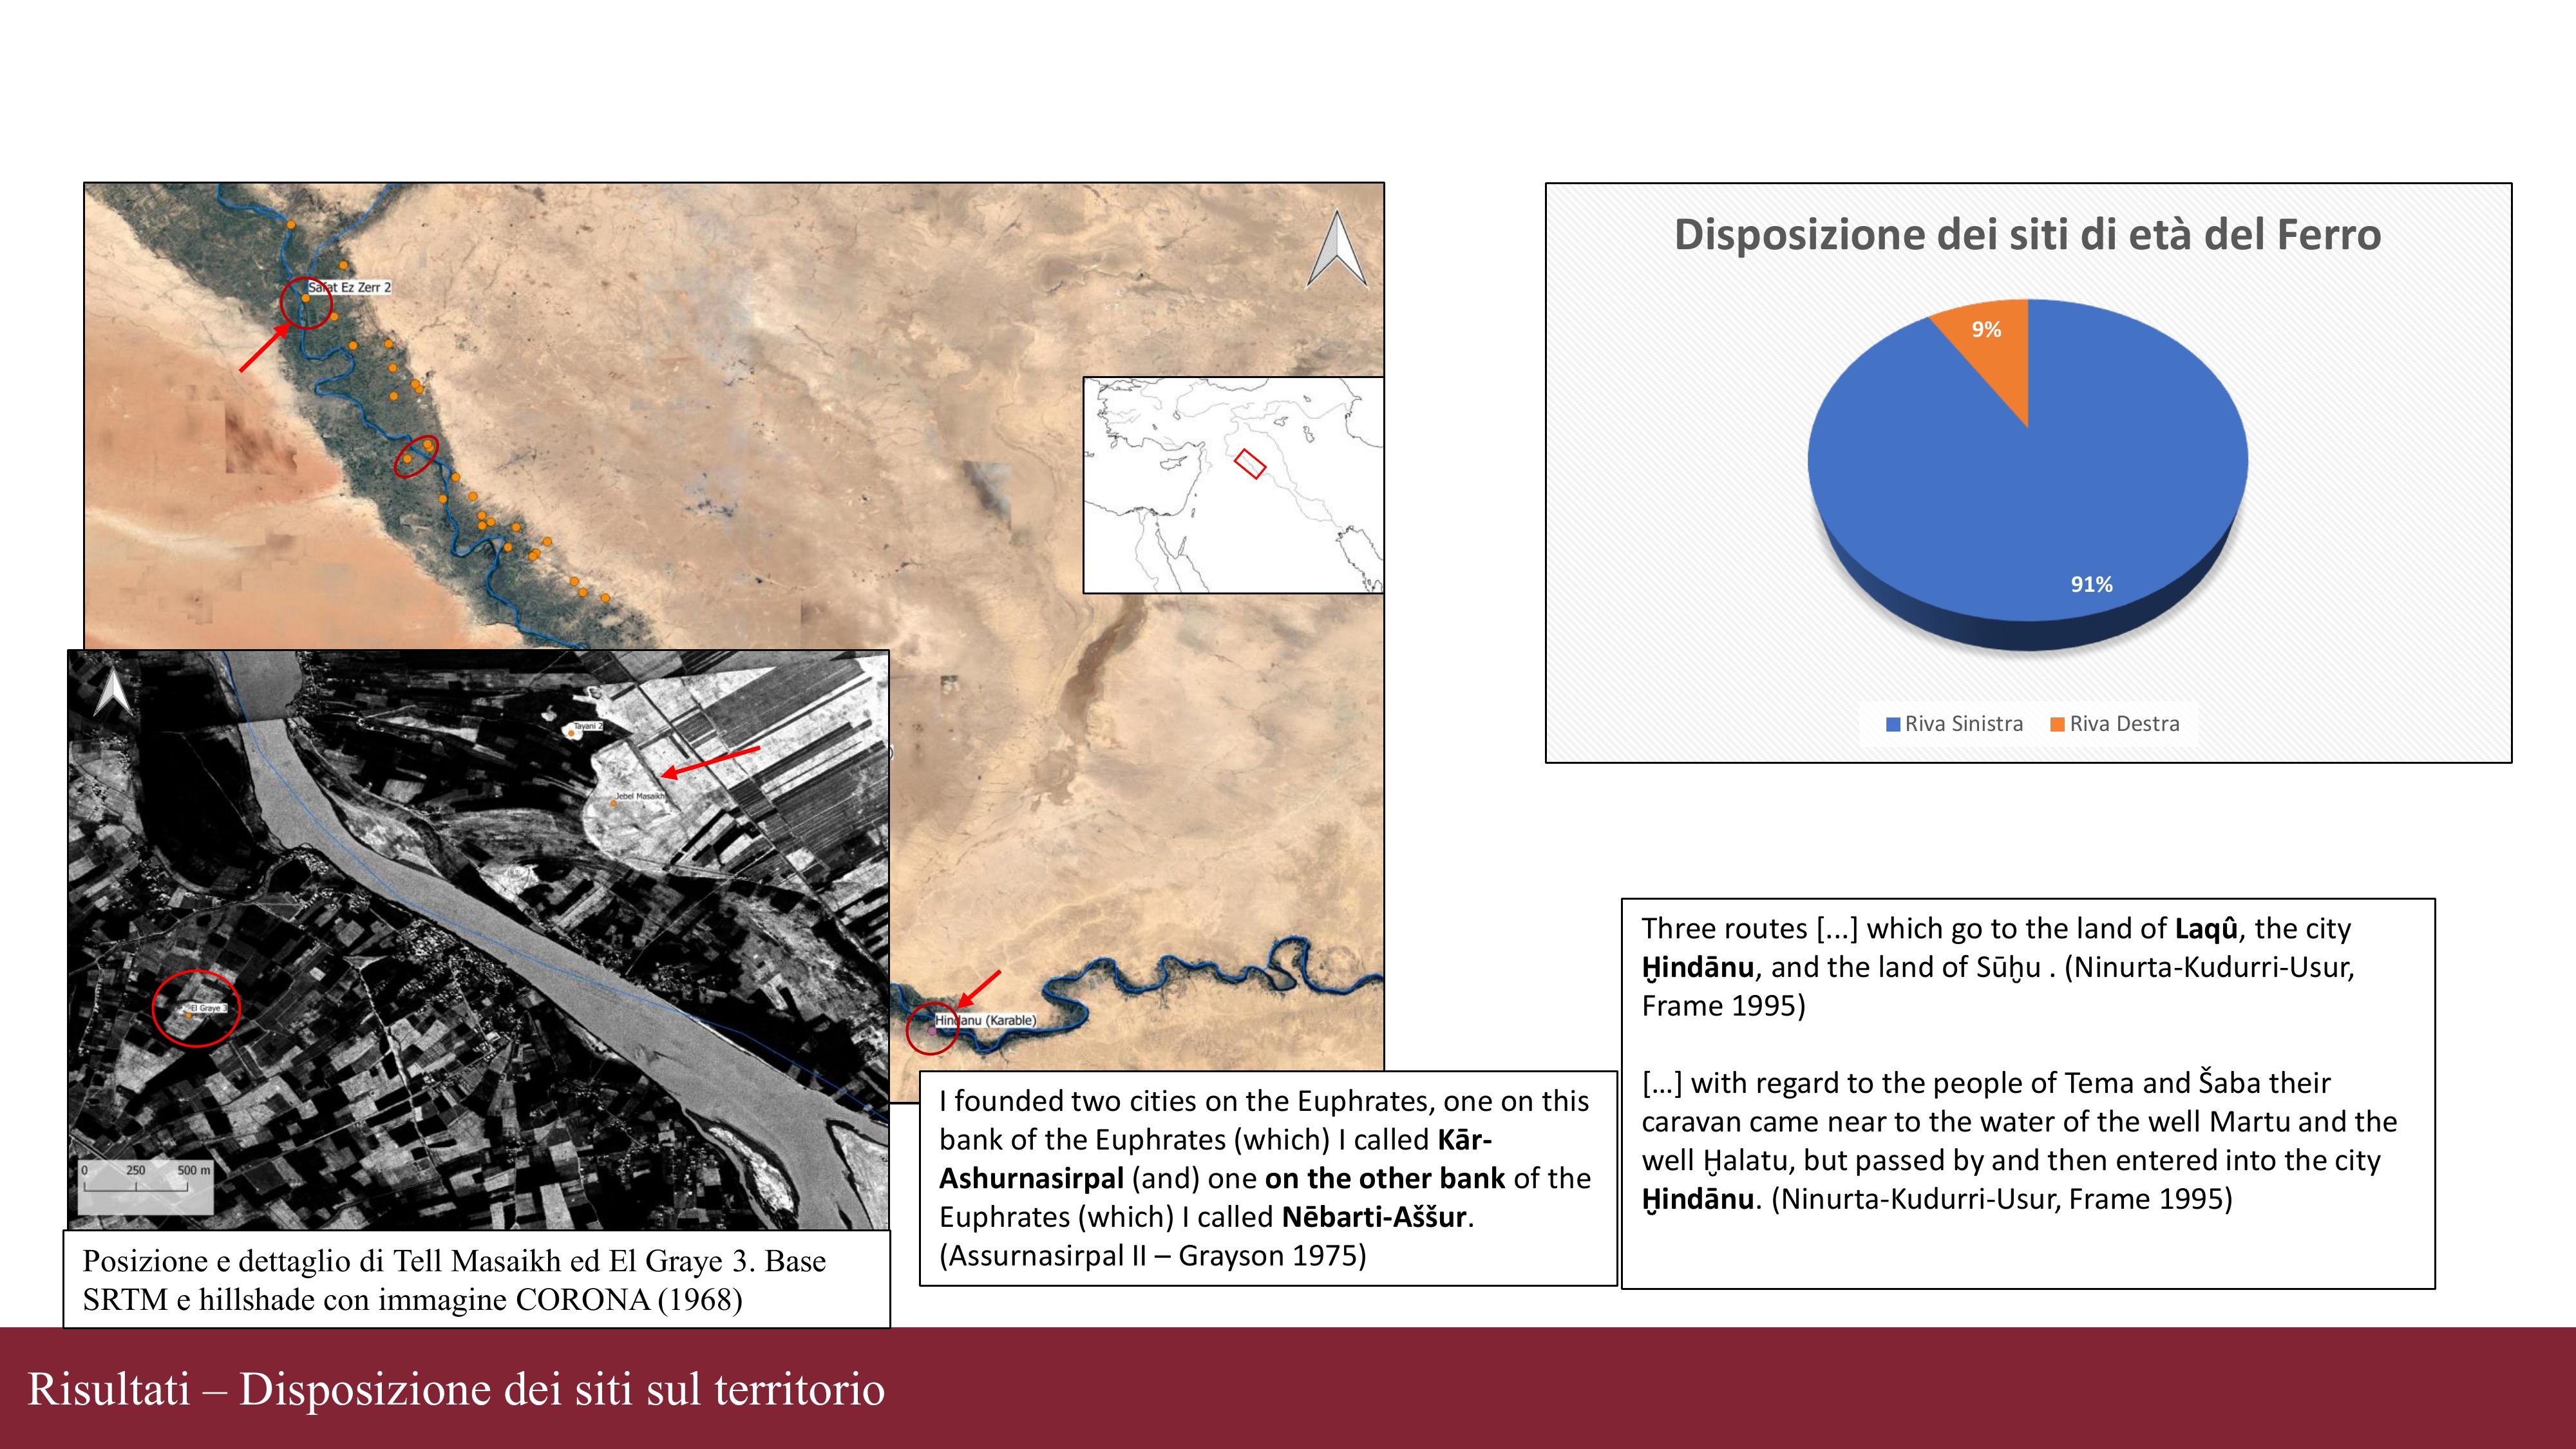 Safat Ez Zerr 2
Hindanu (Karable)
Tayani 2
Jebel Masaikh
El Graye 3
0 250 500 m
Posizione e dettaglio di Tell Masaikh ed El Graye 3. Base
SRTM e hillshade con immagine CORONA (1968)
I founded two cities on the Euphrates, one on this
bank of the Euphrates (which) I called Kār-
Ashurnasirpal (and) one on the other bank of the
Euphrates (which) I called Nēbarti-Aššur.
(Assurnasirpal II – Grayson 1975)
Disposizione dei siti di età del Ferro
9%
91%
Riva Sinistra Riva Destra
Three routes [...] which go to the land of Laqû, the city
Ḫindānu, and the land of Sūḫu . (Ninurta-Kudurri-Usur,
Frame 1995)
[...] with regard to the people of Tema and Šaba their
caravan came near to the water of the well Martu and the
well Ḫalatu, but passed by and then entered into the city
Ḫindānu. (Ninurta-Kudurri-Usur, Frame 1995)
Risultati – Disposizione dei siti sul territorio